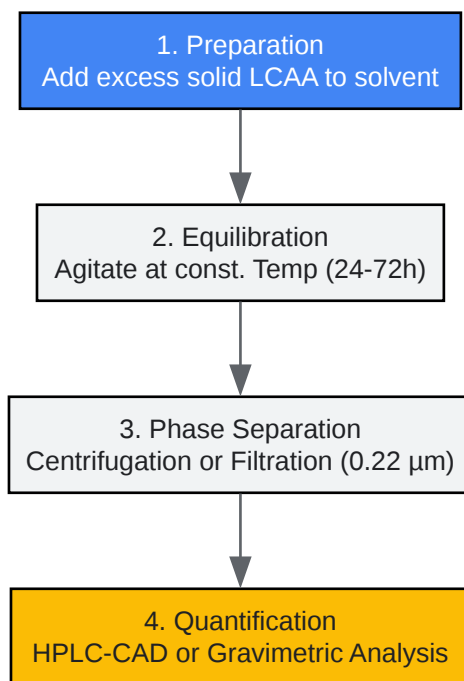 1. Preparation
Add excess solid LCAA to solvent
2. Equilibration
Agitate at const. Temp (24-72h)
3. Phase Separation
Centrifugation or Filtration (0.22 µm)
4. Quantification
HPLC-CAD or Gravimetric Analysis